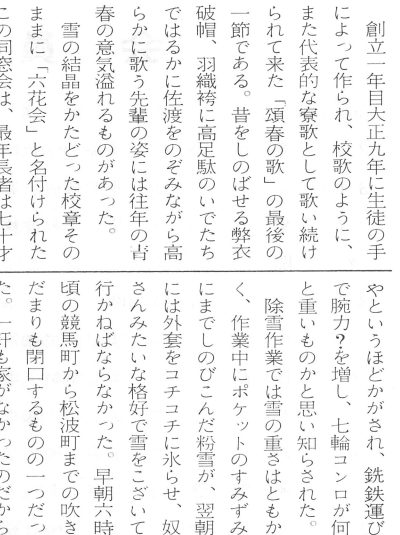 創立一年目大正九年に生徒の手
によって作られ、校歌のように、
また代表的な寮歌として歌い続け
られて来た「頌春の歌」の最後の
一節である。昔をしのばせる弊衣
破帽、羽織袴に高足駄のいでたち
ではるかに佐渡をのぞみながら高
らかに歌う先輩の姿には往年の青
春の意気溢れるものがあった。
雪の結晶をかたどった校章その
ままに「六花会」と名付けられた
この同窓会は、最年長者は七十才
やというほどかがされ、銑鉄運び
で腕力?を増し、七輪コンロが何
と重いものかと思い知らされた。
除雪作業では雪の重さはともか
く、作業中にポケットのすみずみ
にまでしのびこんだ粉雪が、翌朝
には外套をコチコチに氷らせ、奴
さんみたいな格好で雪をこざいて
行かねばならなかった。早朝六時
頃の競馬町から松波町までの吹き
だまりも閉口するものの一つだっ
た。一軒も家がなかったのだから